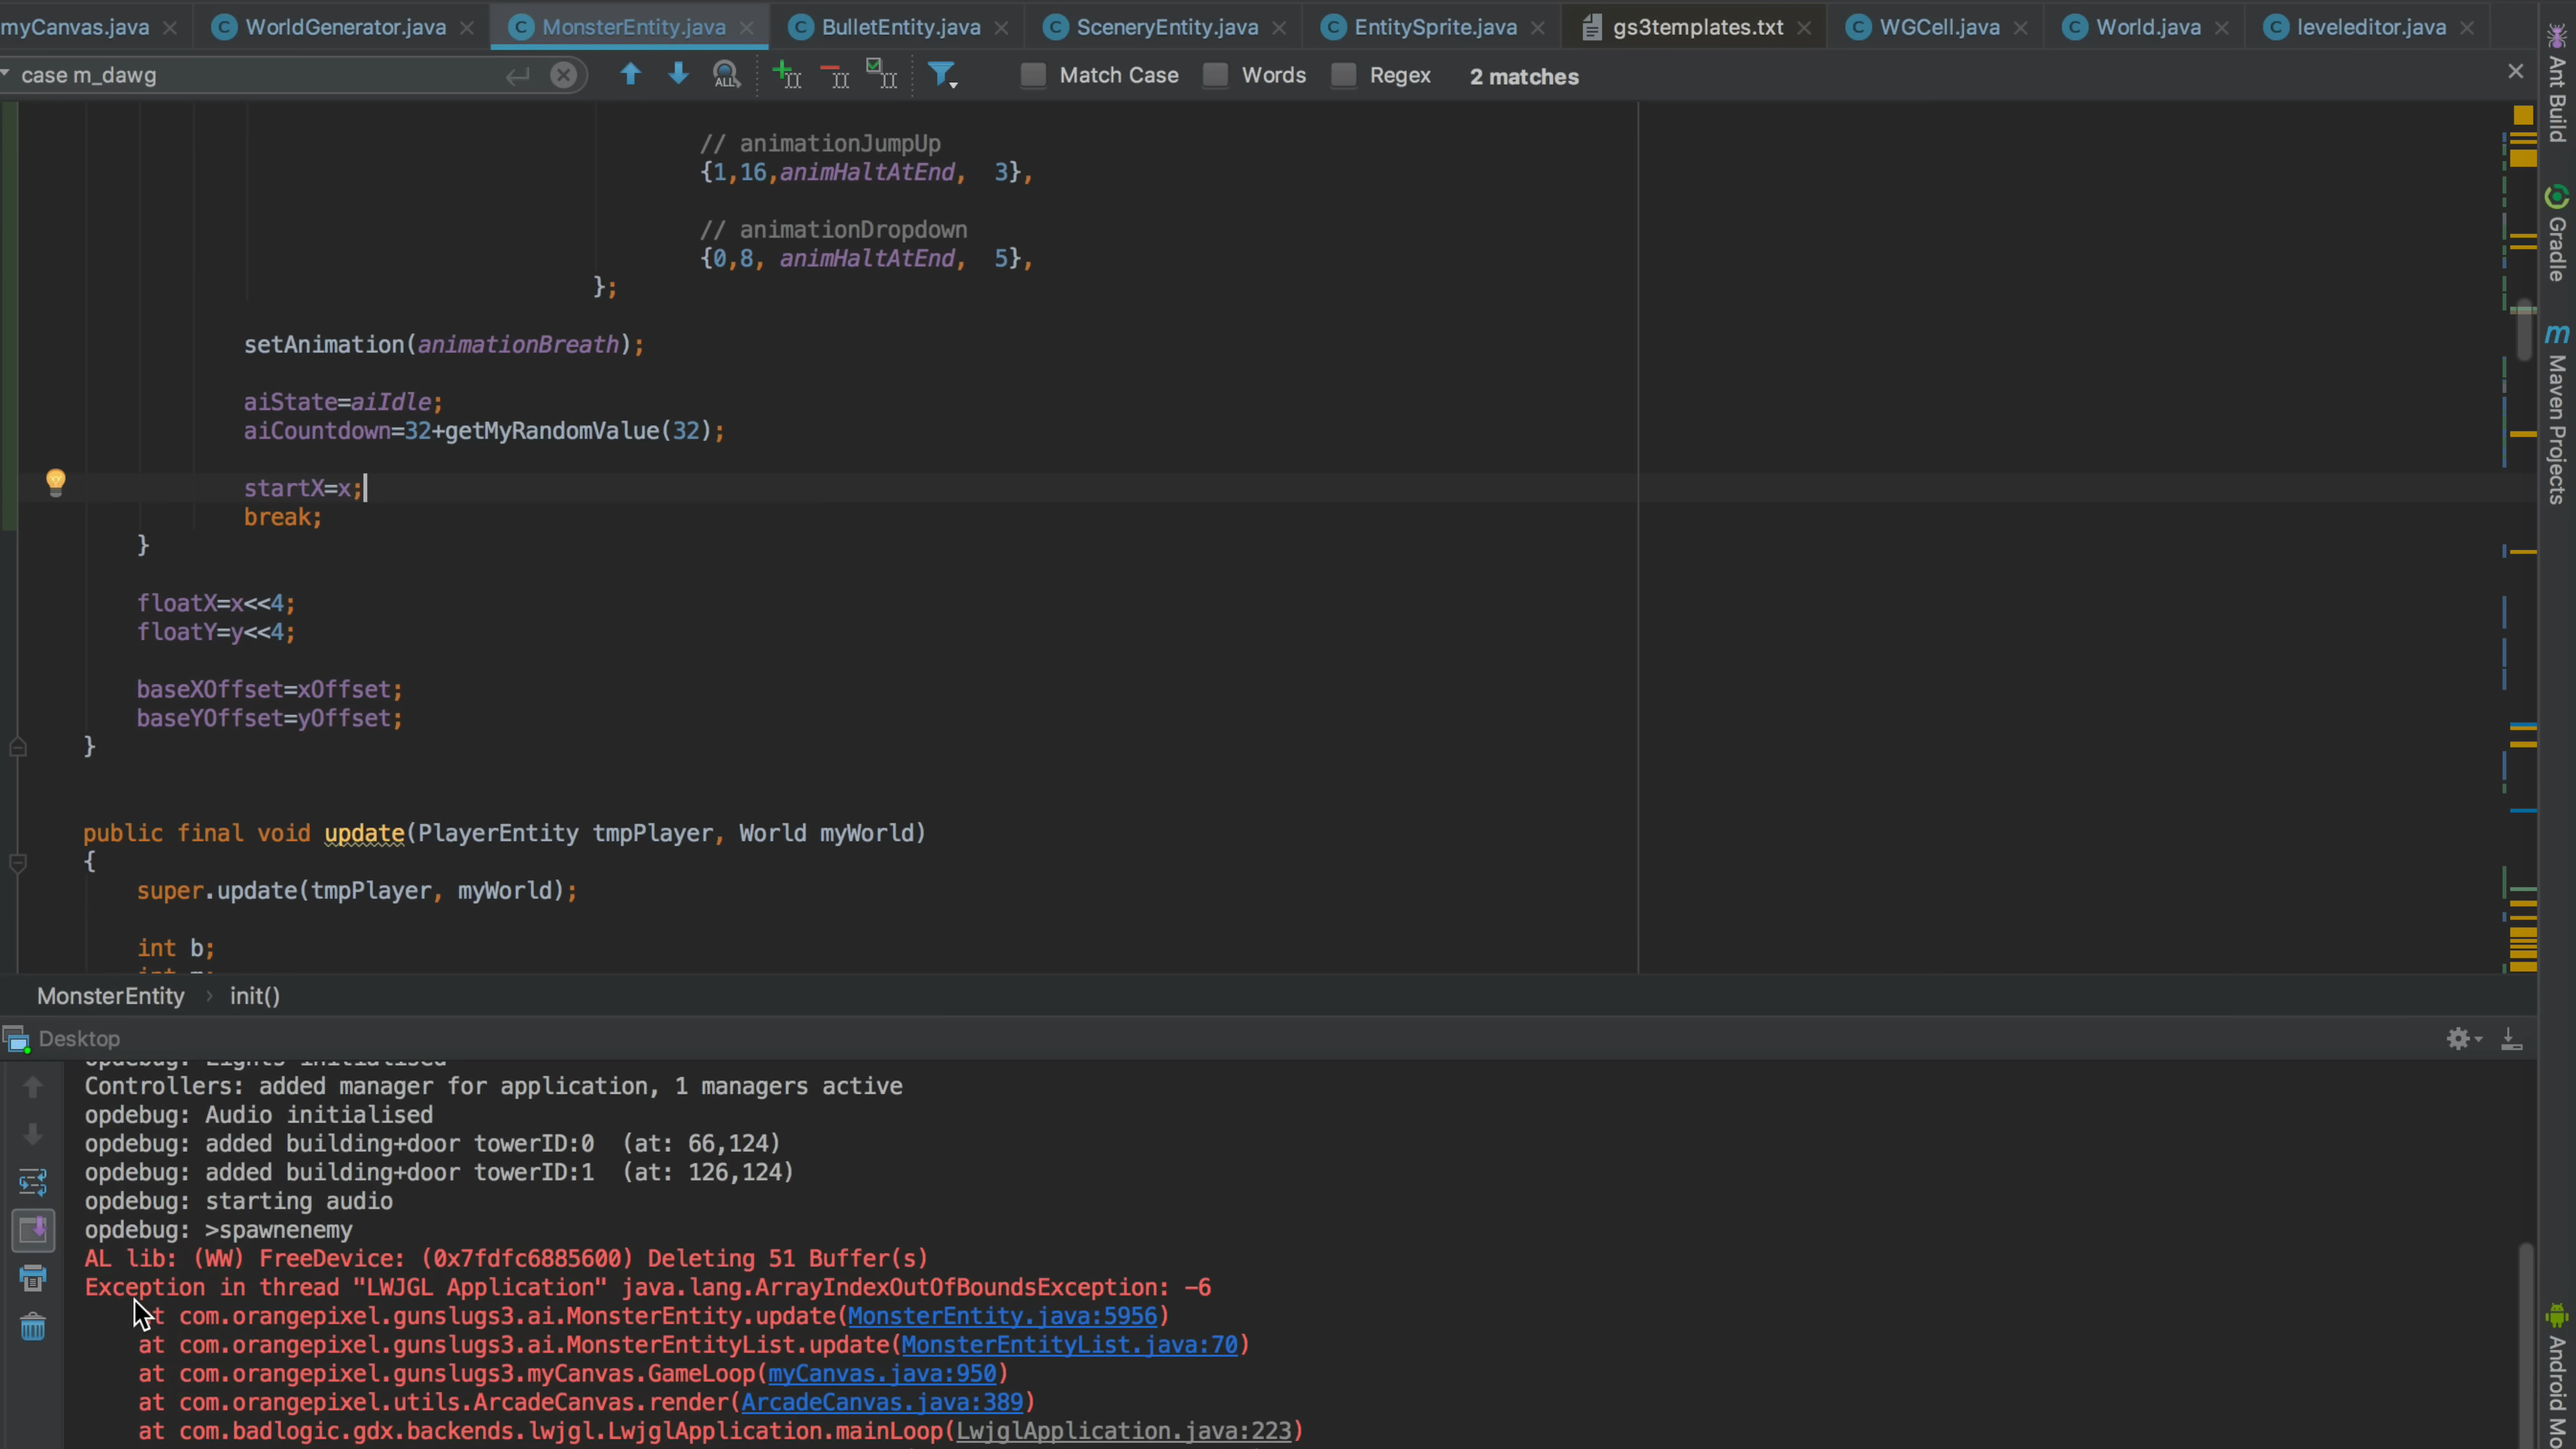 myCanvas.java WorldGenerator.java MonsterEntity.java BulletEntity.java SceneryEntity.java EntitySprite.java gs3templates.txt WGCell.java World.java leveleditor.java
case m_dawg ALL Match Case Words Regex 2 matches
// animationJumpUp
{1,16,animHaltAtEnd,  3},
// animationDropdown
{0,8, animHaltAtEnd,  5},
};
setAnimation(animationBreath);
aiState=aiIdle;
aiCountdown=32+getMyRandomValue(32);
startX=x;
break;
}
floatX=x<<4;
floatY=y<<4;
baseXOffset=xOffset;
baseYOffset=yOffset;
}
public final void update(PlayerEntity tmpPlayer, World myWorld)
{
super.update(tmpPlayer, myWorld);
int b;
MonsterEntity › init()
Desktop
opdebug: Lights initialised
Controllers: added manager for application, 1 managers active
opdebug: Audio initialised
opdebug: added building+door towerID:0  (at: 66,124)
opdebug: added building+door towerID:1  (at: 126,124)
opdebug: starting audio
opdebug: >spawnenemy
AL lib: (WW) FreeDevice: (0x7fdfc6885600) Deleting 51 Buffer(s)
Exception in thread "LWJGL Application" java.lang.ArrayIndexOutOfBoundsException: -6
at com.orangepixel.gunslugs3.ai.MonsterEntity.update(MonsterEntity.java:5956)
at com.orangepixel.gunslugs3.ai.MonsterEntityList.update(MonsterEntityList.java:70)
at com.orangepixel.gunslugs3.myCanvas.GameLoop(myCanvas.java:950)
at com.orangepixel.utils.ArcadeCanvas.render(ArcadeCanvas.java:389)
at com.badlogic.gdx.backends.lwjgl.LwjglApplication.mainLoop(LwjglApplication.java:223)
Ant Build
Gradle
m Maven Projects
Android Mo